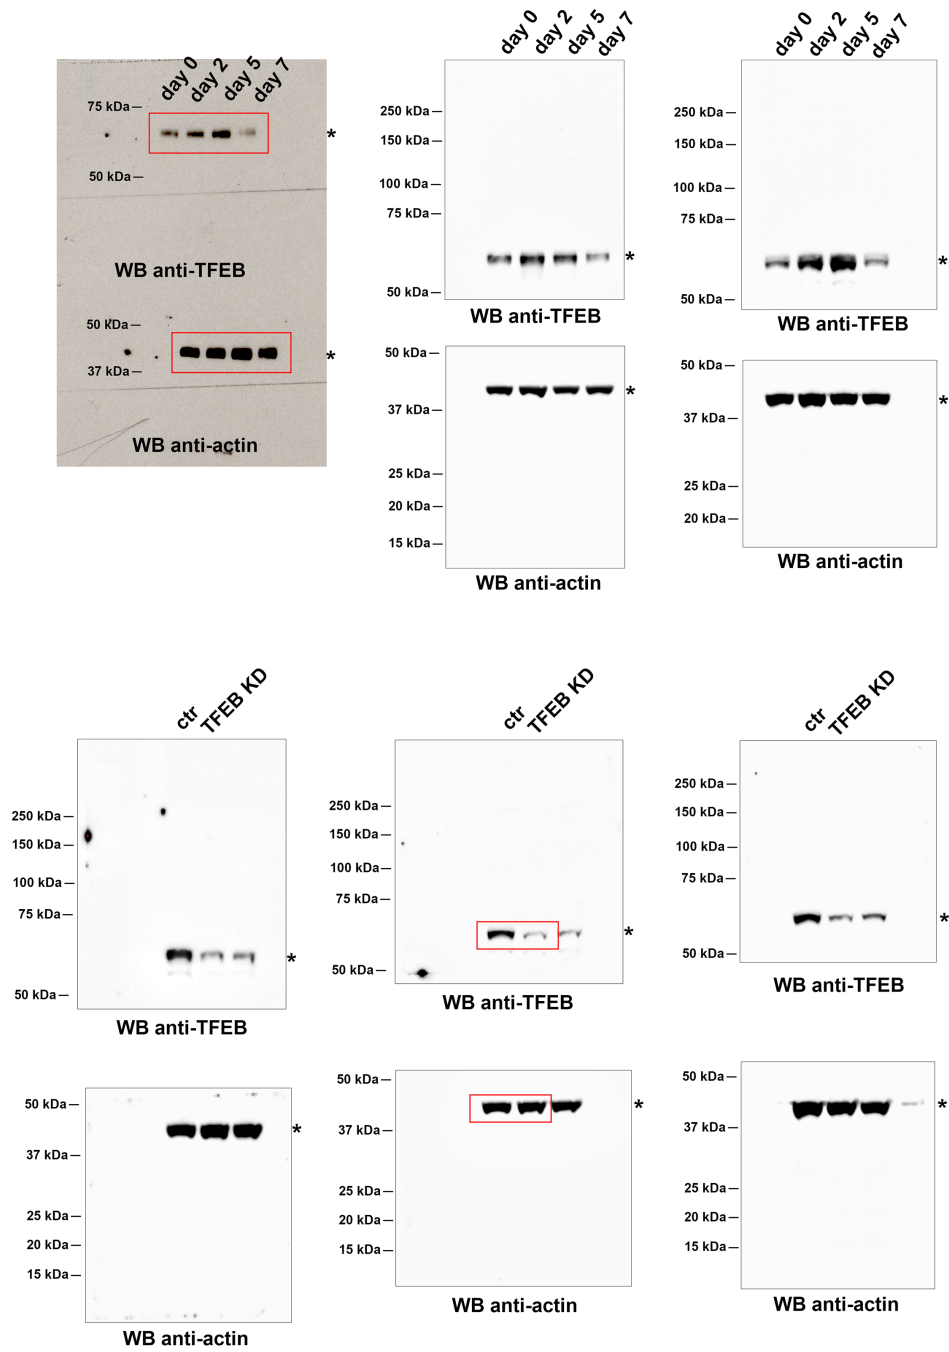 day 0 day 2 day 5 day 7
75 kDa
*
50 kDa
WB anti-TFEB
50 kDa
*
37 kDa
WB anti-actin
day 0 day 2 day 5 day 7
250 kDa
150 kDa
100 kDa
75 kDa
*
50 kDa
WB anti-TFEB
50 kDa
*
37 kDa
25 kDa
20 kDa
15 kDa
WB anti-actin
day 0 day 2 day 5 day 7
250 kDa
150 kDa
100 kDa
75 kDa
*
50 kDa
WB anti-TFEB
50 kDa
*
37 kDa
25 kDa
20 kDa
WB anti-actin
ctr TFEB KD
250 kDa
150 kDa
100 kDa
75 kDa
*
50 kDa
WB anti-TFEB
50 kDa
*
37 kDa
25 kDa
20 kDa
15 kDa
WB anti-actin
ctr TFEB KD
250 kDa
150 kDa
100 kDa
75 kDa
*
50 kDa
WB anti-TFEB
50 kDa
*
37 kDa
25 kDa
20 kDa
15 kDa
WB anti-actin
ctr TFEB KD
250 kDa
150 kDa
100 kDa
75 kDa
*
50 kDa
WB anti-TFEB
50 kDa
*
37 kDa
25 kDa
20 kDa
15 kDa
WB anti-actin